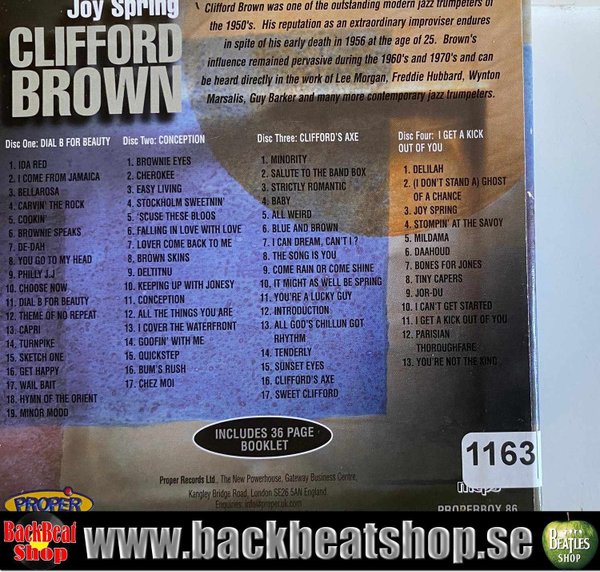 Joy Spring
CLIFFORD
BROWN
Clifford Brown was one of the outstanding modern jazz trumpeters of
the 1950's. His reputation as an extraordinary improviser endures
in spite of his early death in 1956 at the age of 25. Brown's
influence remained pervasive during the 1960's and 1970's and can
be heard directly in the work of Lee Morgan, Freddie Hubbard, Wynton
Marsalis, Guy Barker and many more contemporary jazz trumpeters.
Disc One: DIAL B FOR BEAUTY
1. IDA RED
2. I COME FROM JAMAICA
3. BELLAROSA
4. CARVIN' THE ROCK
5. COOKIN'
6. BROWNIE SPEAKS
7. DE-DAH
8. YOU GO TO MY HEAD
9. PHILLY J.J
10. CHOOSE NOW
11. DIAL B FOR BEAUTY
12. THEME OF NO REPEAT
13. CAPRI
14. TURNPIKE
15. SKETCH ONE
16. GET HAPPY
17. WAIL BAIT
18. HYMN OF THE ORIENT
19. MINOR MOOD
Disc Two: CONCEPTION
1. BROWNIE EYES
2. CHEROKEE
3. EASY LIVING
4. STOCKHOLM SWEETNIN'
5. 'SCUSE THESE BLOOS
6. FALLING IN LOVE WITH LOVE
7. LOVER COME BACK TO ME
8. BROWN SKINS
9. DELTITNU
10. KEEPING UP WITH JONESY
11. CONCEPTION
12. ALL THE THINGS YOU ARE
13. I COVER THE WATERFRONT
14. GOOFIN' WITH ME
15. QUICKSTEP
16. BUM'S RUSH
17. CHEZ MOI
Disc Three: CLIFFORD'S AXE
1. MINORITY
2. SALUTE TO THE BAND BOX
3. STRICTLY ROMANTIC
4. BABY
5. ALL WEIRD
6. BLUE AND BROWN
7. I CAN DREAM, CAN'T I?
8. THE SONG IS YOU
9. COME RAIN OR COME SHINE
10. IT MIGHT AS WELL BE SPRING
11. YOU'RE A LUCKY GUY
12. INTRODUCTION
13. ALL GOD'S CHILLUN GOT
RHYTHM
14. TENDERLY
15. SUNSET EYES
16. CLIFFORD'S AXE
17. SWEET CLIFFORD
Disc Four: I GET A KICK
OUT OF YOU
1. DELILAH
2. (I DON'T STAND A) GHOST
OF A CHANCE
3. JOY SPRING
4. STOMPIN' AT THE SAVOY
5. MILDAMA
6. DAAHOUD
7. BONES FOR JONES
8. TINY CAPERS
9. JOR-DU
10. I CAN'T GET STARTED
11. I GET A KICK OUT OF YOU
12. PARISIAN
THOROUGHFARE
13. YOU'RE NOT THE KING
INCLUDES 36 PAGE
BOOKLET
1163
Proper Records Ltd., The New Powerhouse, Gateway Business Centre,
Kangley Bridge Road, London SE26 5AN England.
Enquiries: info@proper.uk.com
mcps
PROPERBOX 86
PROPER
BackBeat
Shop
www.backbeatshop.se
BEATLES
SHOP